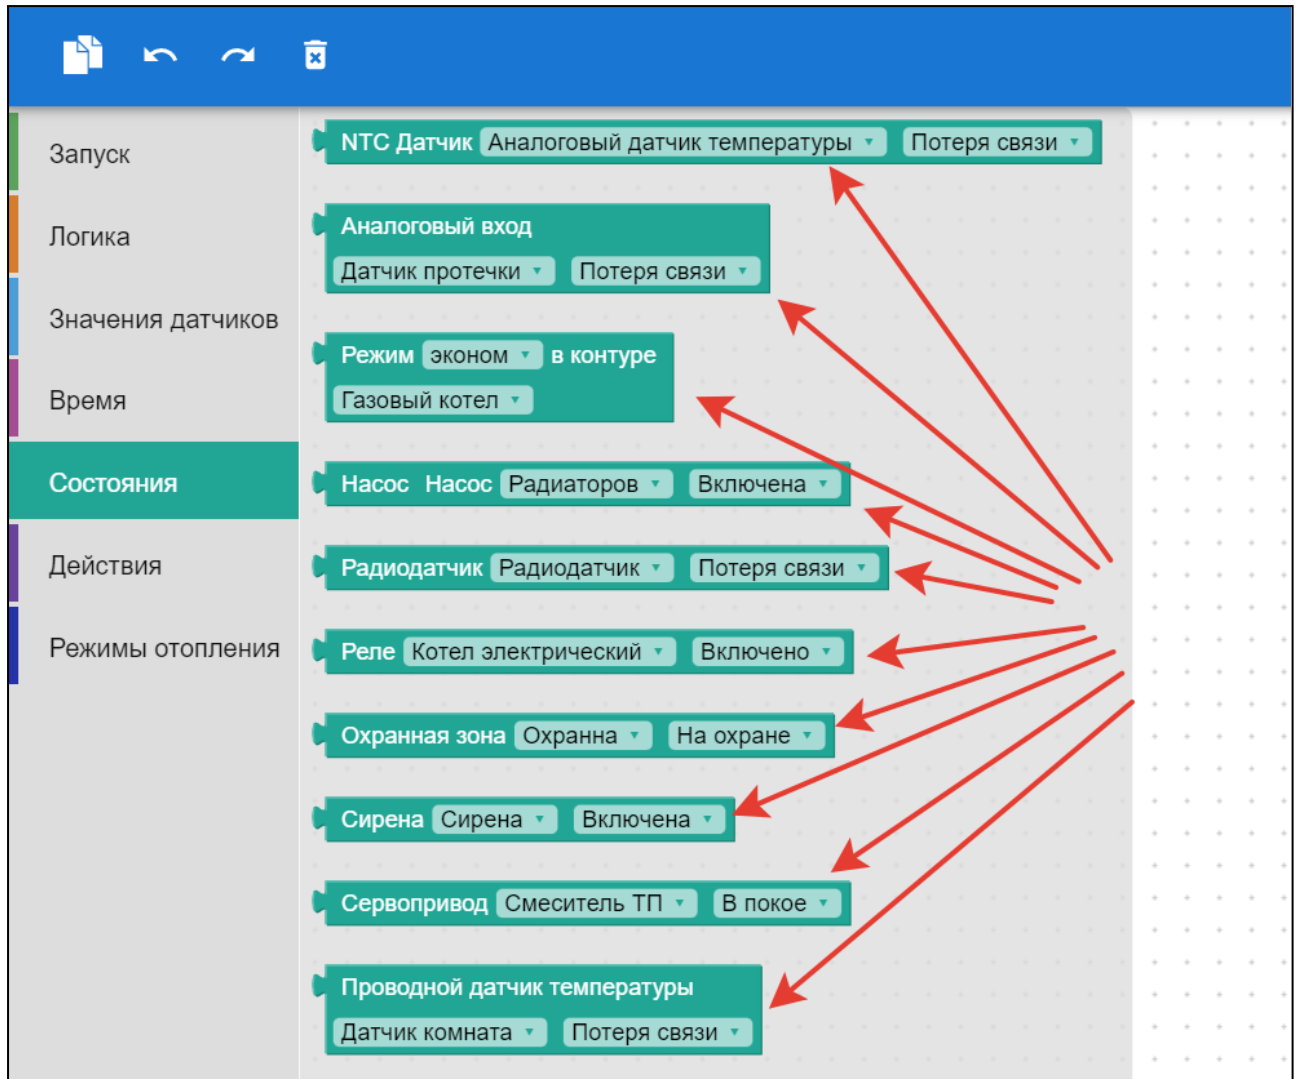 Запуск
Логика
Значения датчиков
Время
Состояния
Действия
Режимы отопления
NTC Датчик Аналоговый датчик температуры Потеря связи
Аналоговый вход
Датчик протечки Потеря связи
Режим эконом в контуре
Газовый котел
Насос Насос Радиаторов Включена
Радиодатчик Радиодатчик Потеря связи
Реле Котел электрический Включено
Охранная зона Охранна На охране
Сирена Сирена Включена
Сервопривод Смеситель ТП В покое
Проводной датчик температуры
Датчик комната Потеря связи